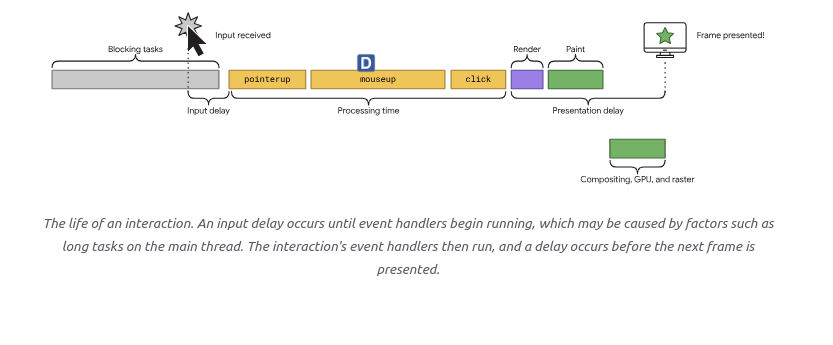 Input received
Frame presented!
Blocking tasks
Render
Paint
D
pointerup
mouseup
click
Input delay
Processing time
Presentation delay
Compositing, GPU, and raster
The life of an interaction. An input delay occurs until event handlers begin running, which may be caused by factors such as
long tasks on the main thread. The interaction's event handlers then run, and a delay occurs before the next frame is
presented.